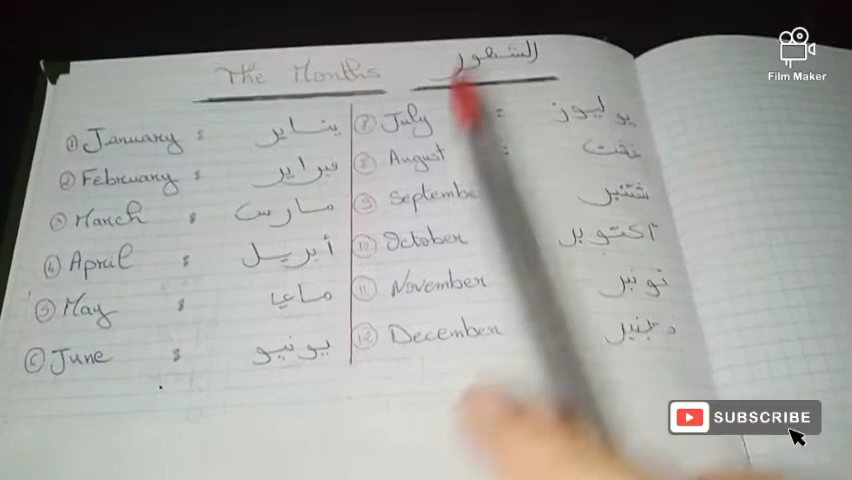 The Months الشهور
① January : يناير
② February : فبراير
③ March : مارس
④ April : أبريل
⑤ May : ماي
⑥ June : يونيو
⑦ July : يوليوز
⑧ August : غشت
⑨ September شتنبر
⑩ October اكتوبر
⑪ November نونبر
⑫ December دجنبر
Film Maker
SUBSCRIBE